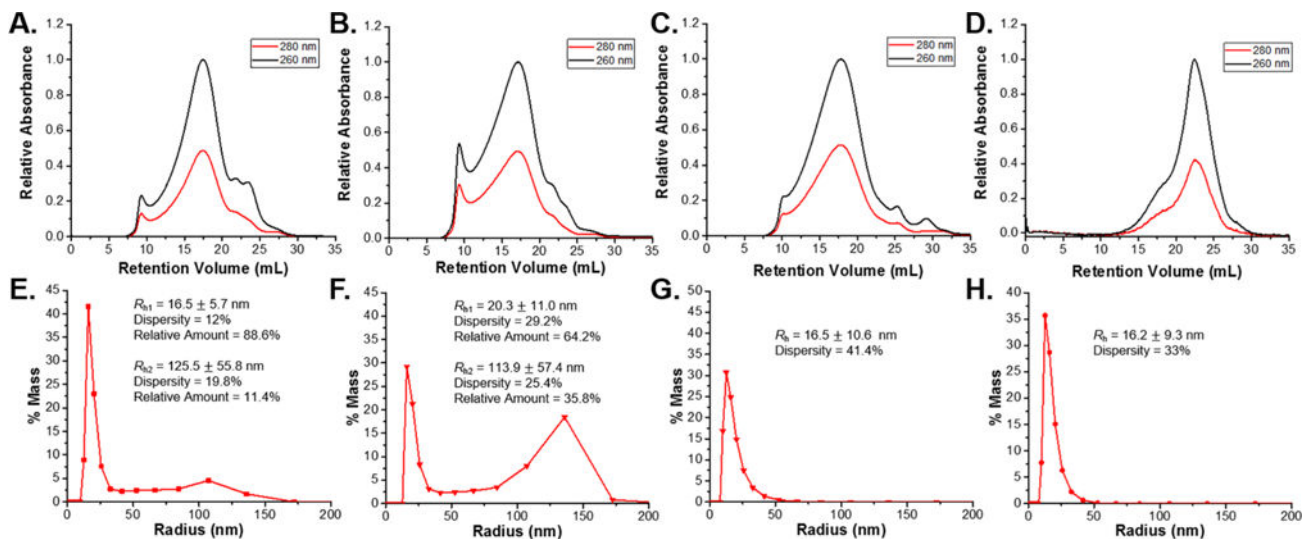 A.
1.2
1.0
0.8
0.6
0.4
0.2
0.0
0 5 10 15 20 25 30 35
Relative Absorbance
Retention Volume (mL)
280 nm
260 nm
B.
1.2
1.0
0.8
0.6
0.4
0.2
0.0
0 5 10 15 20 25 30 35
Relative Absorbance
Retention Volume (mL)
280 nm
260 nm
C.
1.2
1.0
0.8
0.6
0.4
0.2
0.0
0 5 10 15 20 25 30 35
Relative Absorbance
Retention Volume (mL)
280 nm
260 nm
D.
1.2
1.0
0.8
0.6
0.4
0.2
0.0
0 5 10 15 20 25 30 35
Relative Absorbance
Retention Volume (mL)
280 nm
260 nm
E.
45
40
35
30
25
20
15
10
5
0
0 50 100 150 200
% Mass
Radius (nm)
Rh1 = 16.5 ± 5.7 nm
Dispersity = 12%
Relative Amount = 88.6%
Rh2 = 125.5 ± 55.8 nm
Dispersity = 19.8%
Relative Amount = 11.4%
F.
45
40
35
30
25
20
15
10
5
0
0 50 100 150 200
% Mass
Radius (nm)
Rh1 = 20.3 ± 11.0 nm
Dispersity = 29.2%
Relative Amount = 64.2%
Rh2 = 113.9 ± 57.4 nm
Dispersity = 25.4%
Relative Amount = 35.8%
G.
50
45
40
35
30
25
20
15
10
5
0
0 50 100 150 200
% Mass
Radius (nm)
Rh = 16.5 ± 10.6 nm
Dispersity = 41.4%
H.
40
35
30
25
20
15
10
5
0
0 50 100 150 200
% Mass
Radius (nm)
Rh = 16.2 ± 9.3 nm
Dispersity = 33%